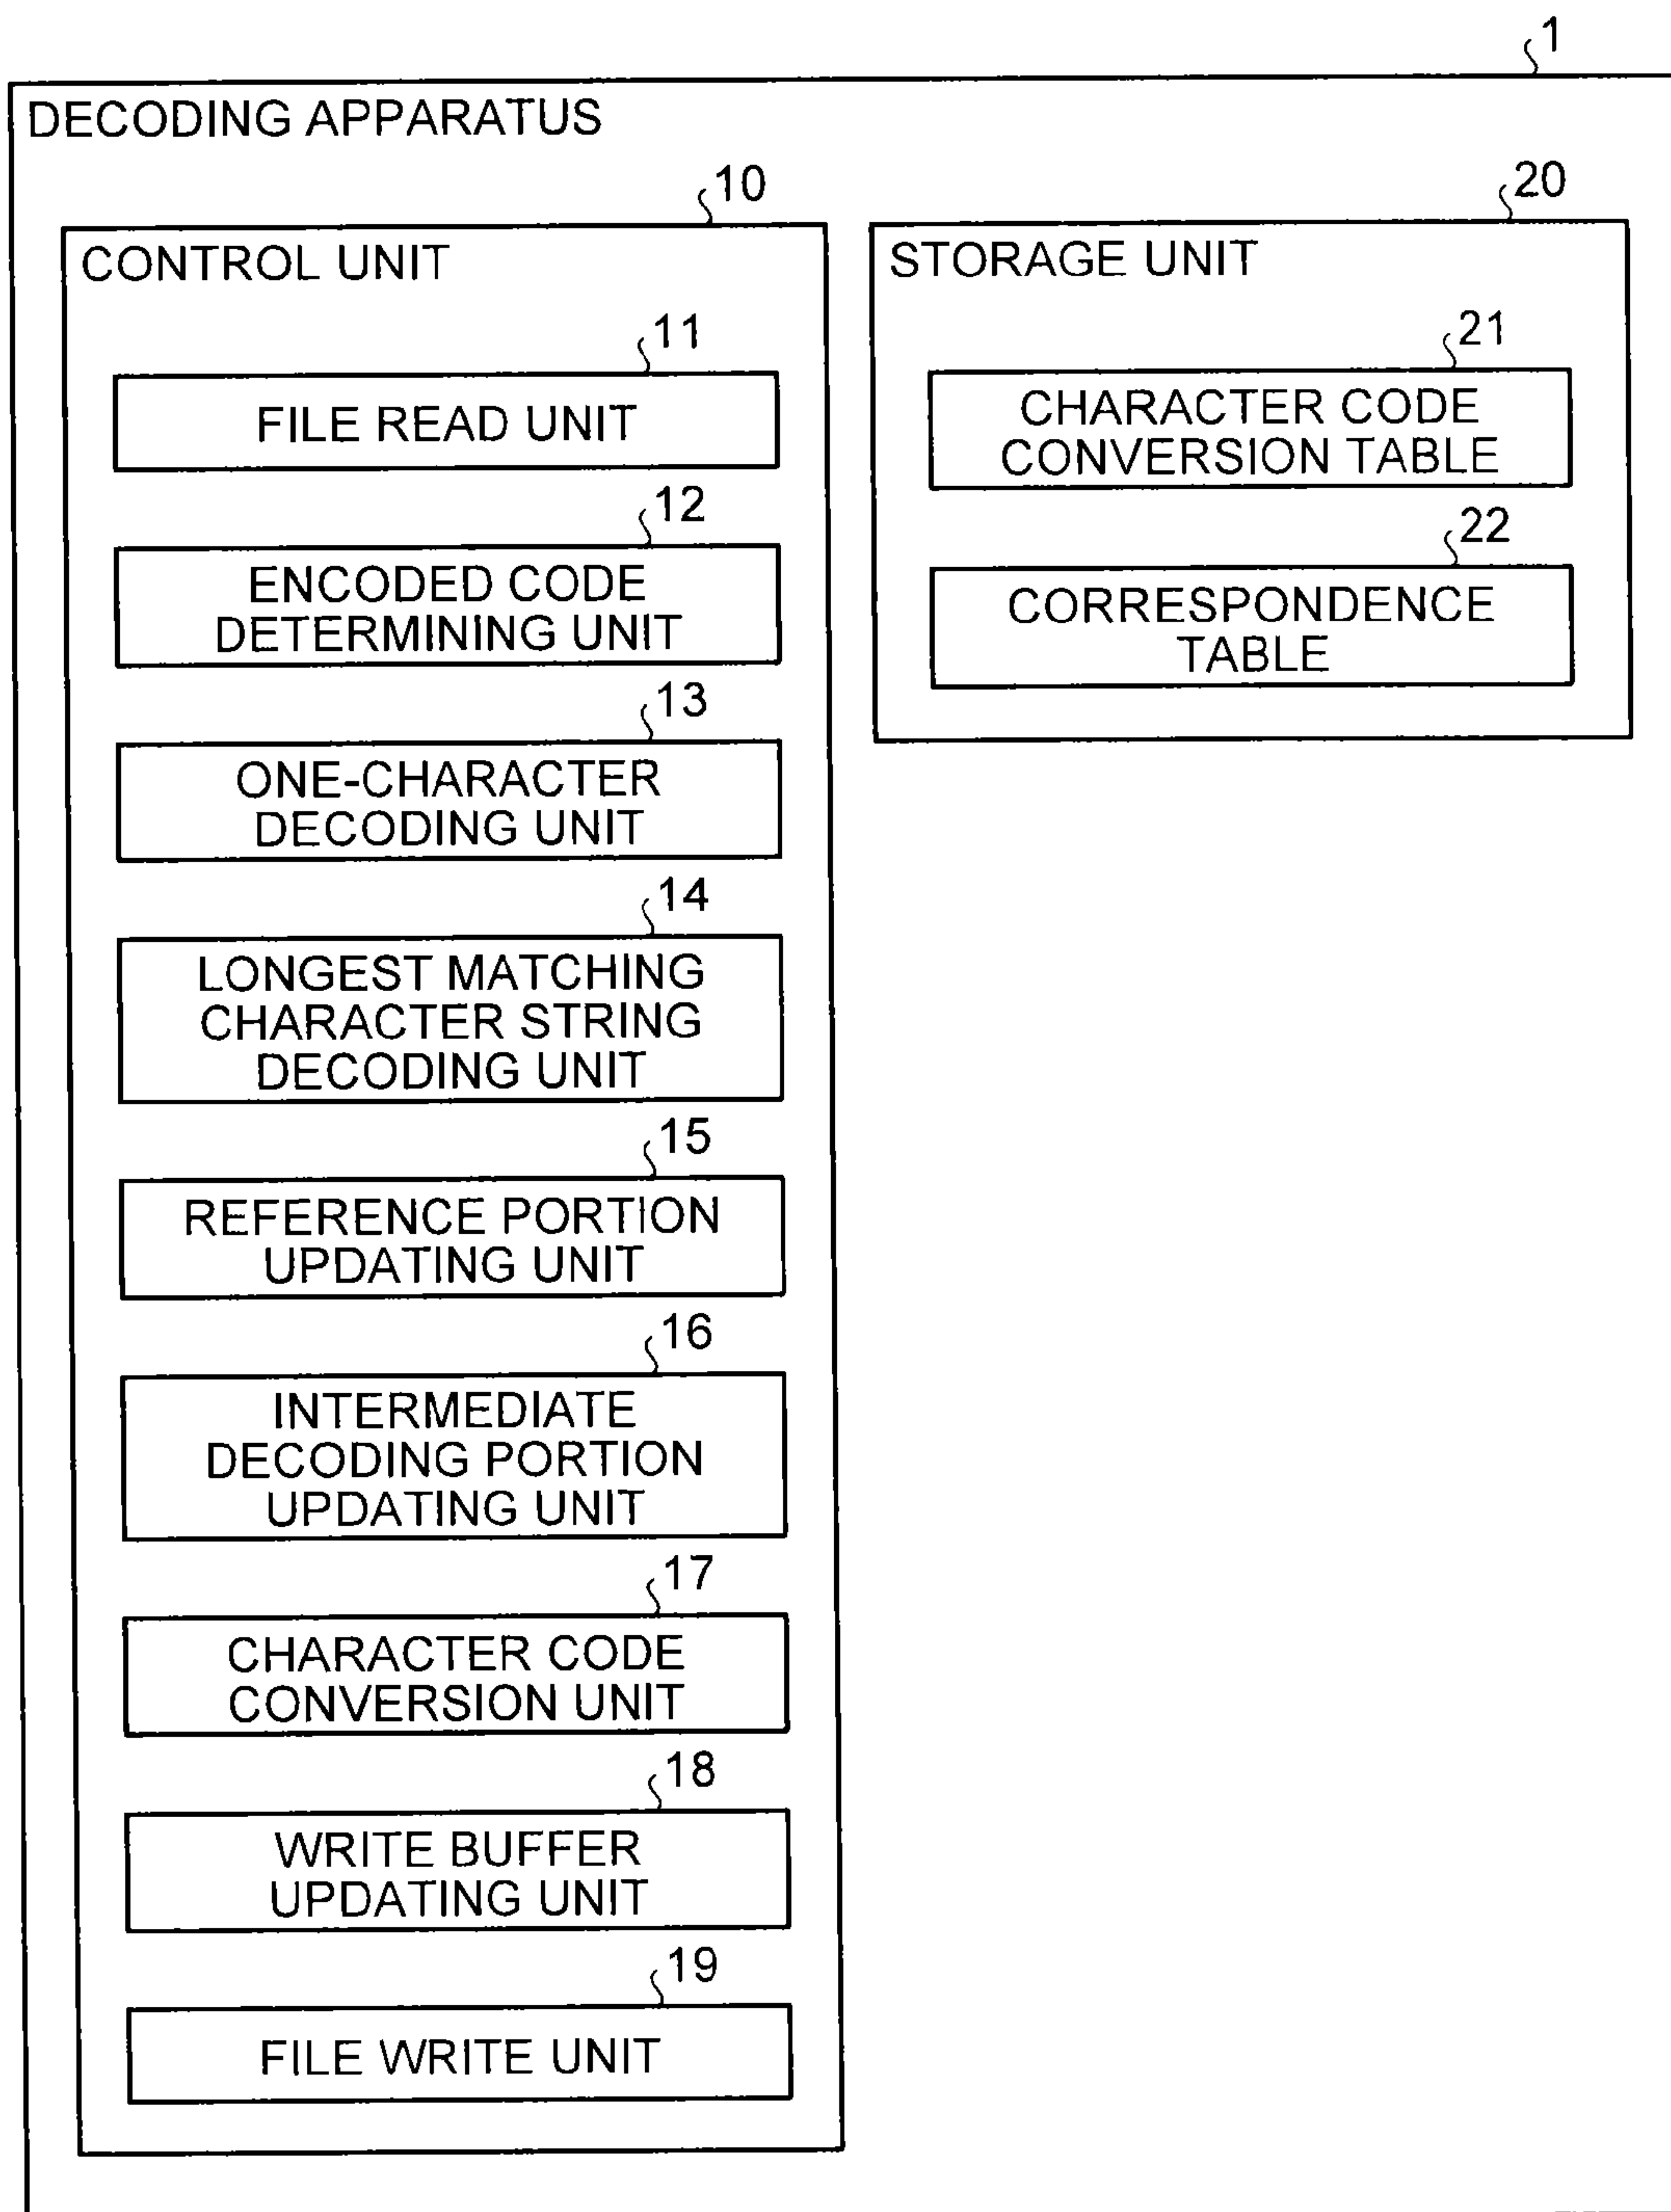 1
DECODING APPARATUS
10
CONTROL UNIT
11
FILE READ UNIT
12
ENCODED CODE
DETERMINING UNIT
13
ONE-CHARACTER
DECODING UNIT
14
LONGEST MATCHING
CHARACTER STRING
DECODING UNIT
15
REFERENCE PORTION
UPDATING UNIT
16
INTERMEDIATE
DECODING PORTION
UPDATING UNIT
17
CHARACTER CODE
CONVERSION UNIT
18
WRITE BUFFER
UPDATING UNIT
19
FILE WRITE UNIT
20
STORAGE UNIT
21
CHARACTER CODE
CONVERSION TABLE
22
CORRESPONDENCE
TABLE